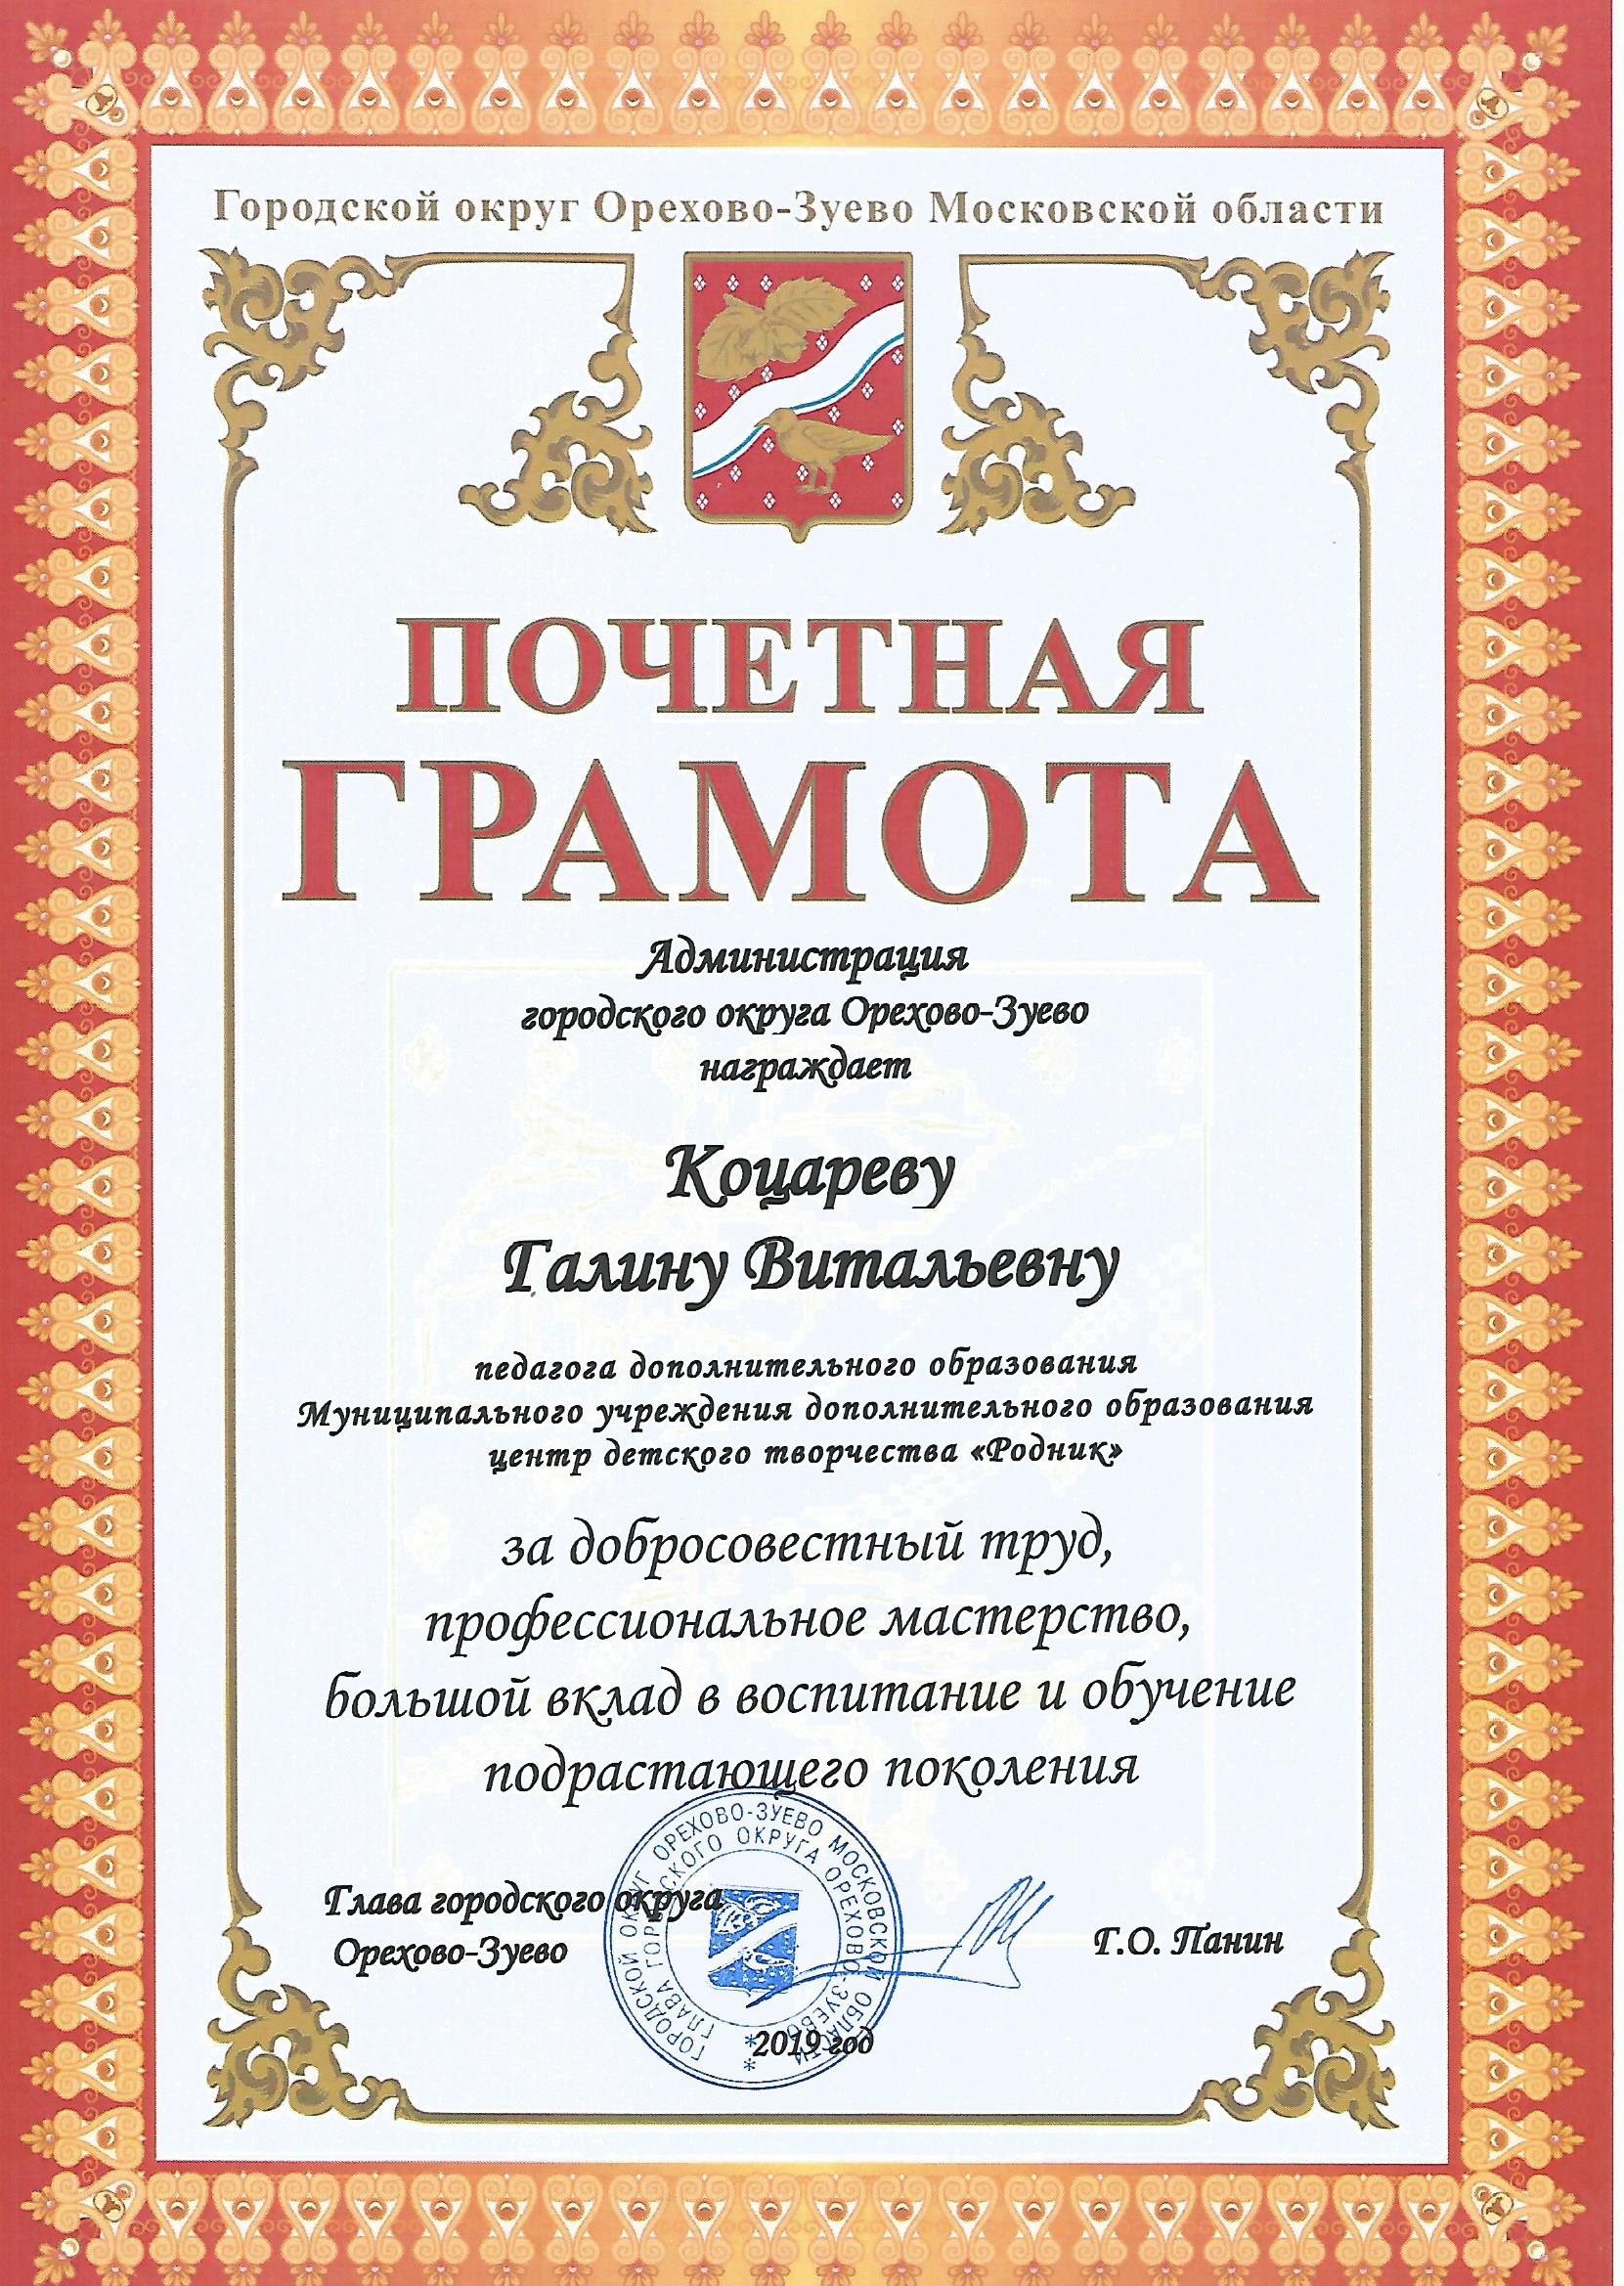 Городской округ Орехово-Зуево Московской области
ПОЧЕТНАЯ
ГРАМОТА
Администрация
городского округа Орехово-Зуево
награждает
Коцареву
Галину Витальевну
педагога дополнительного образования
Муниципального учреждения дополнительного образования
центр детского творчества «Родник»
за добросовестный труд,
профессиональное мастерство,
большой вклад в воспитание и обучение
подрастающего поколения
Глава городского округа
Орехово-Зуево
Г.О. Панин
ГОРОДСКОЙ ОКРУГ ОРЕХОВО-ЗУЕВО МОСКОВСКОЙ ОБЛАСТИ *
ГЛАВА ГОРОДСКОГО ОКРУГА ОРЕХОВО-ЗУЕВО *
2019 год